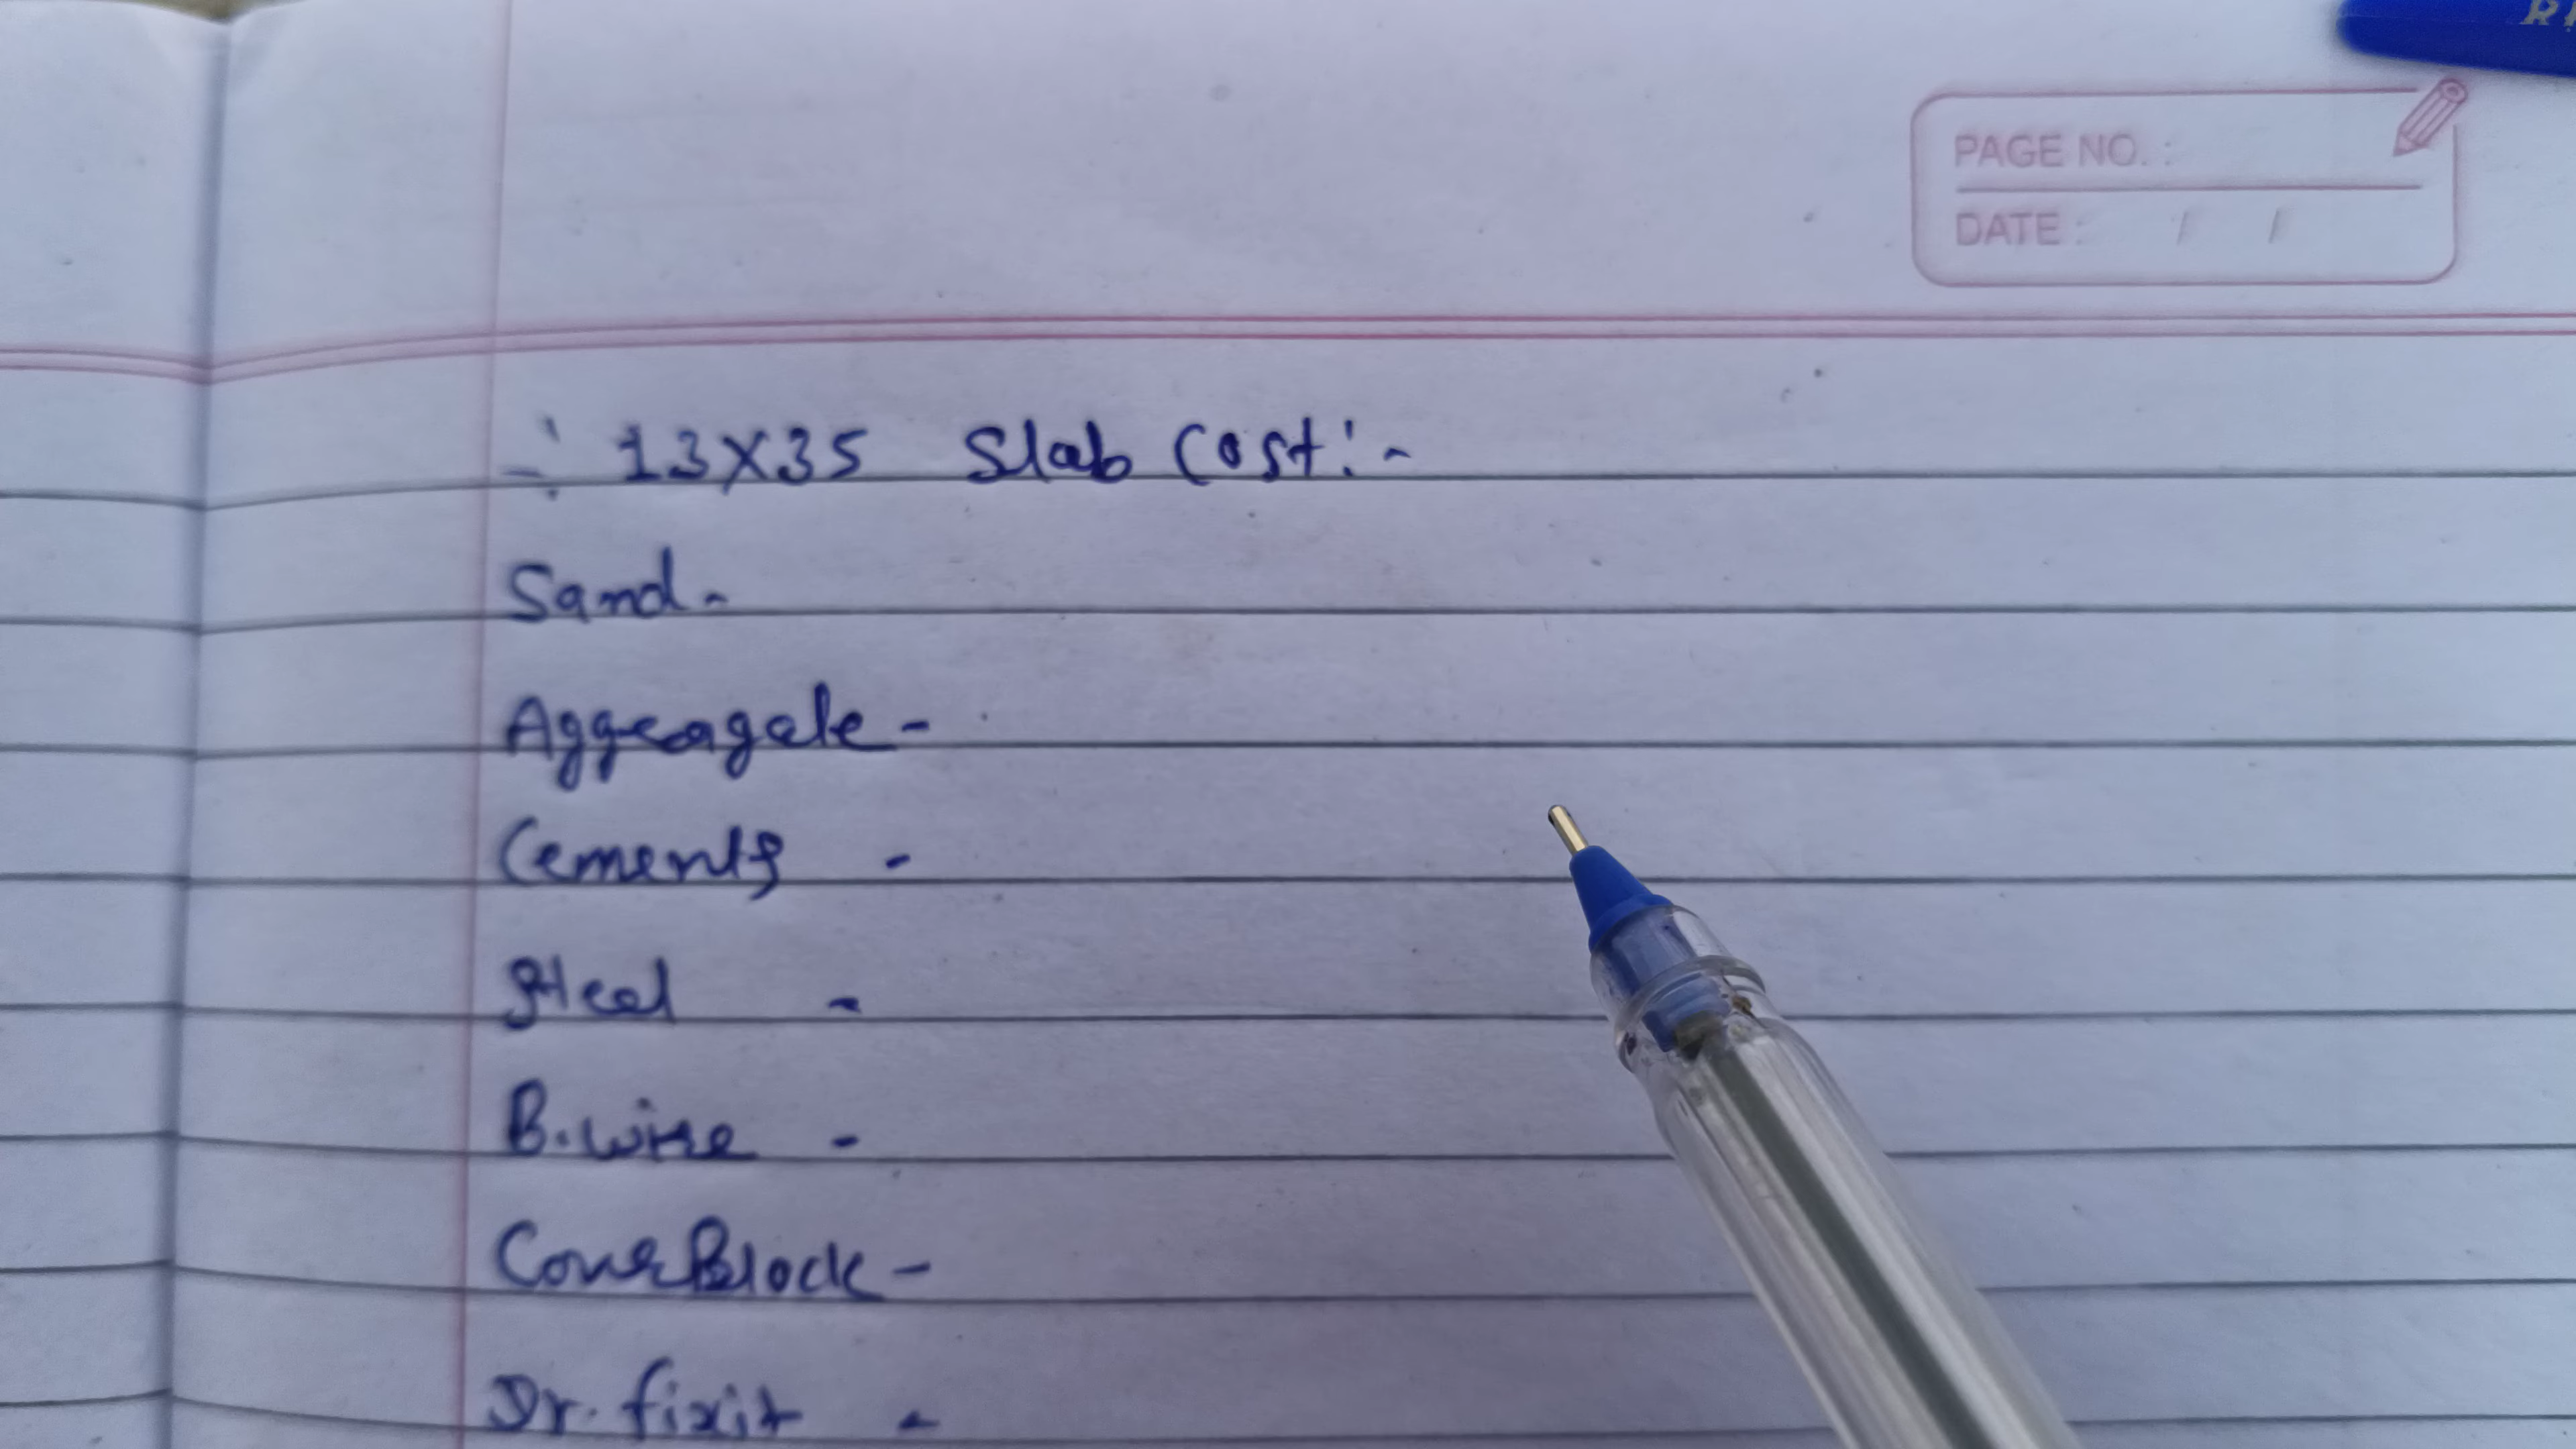 PAGE NO. :
DATE : / /
-: 13X35 Slab Cost:-
Sand -
Aggeagate -
Cements -
Steel -
B.wire -
CoverBlock -
Dr. fixit -